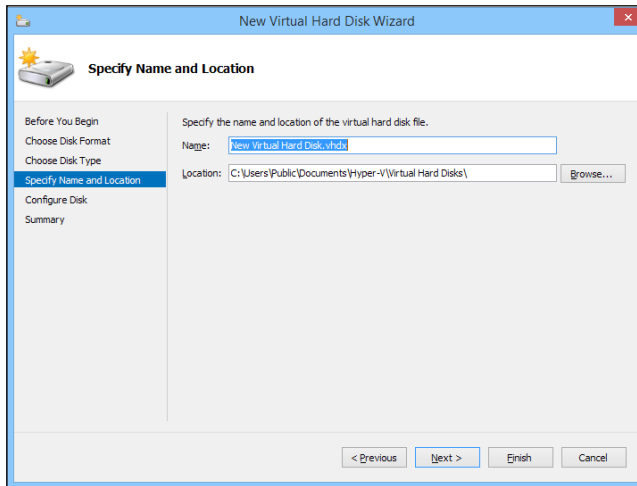 New Virtual Hard Disk Wizard
Specify Name and Location
Before You Begin
Choose Disk Format
Choose Disk Type
Specify Name and Location
Configure Disk
Summary
Specify the name and location of the virtual hard disk file.
Name: New Virtual Hard Disk.vhdx
Location: C:\Users\Public\Documents\Hyper-V\Virtual Hard Disks\ Browse...
< Previous Next > Finish Cancel